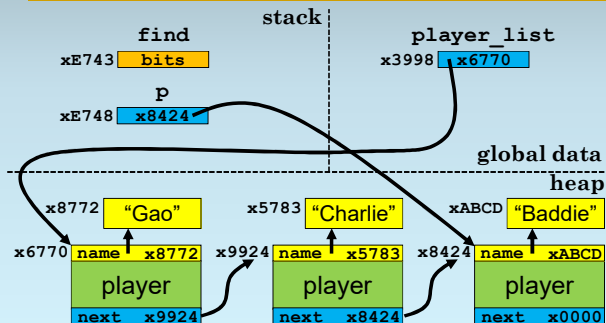 stack
find
player_list
xE743 bits
x3998 x6770
p
xE748 x8424
global data
heap
x8772 “Gao”
x5783 “Charlie”
xABCD “Baddie”
x6770 name x8772
x9924 name x5783
x8424 name xABCD
player
player
player
next x9924
next x8424
next x0000